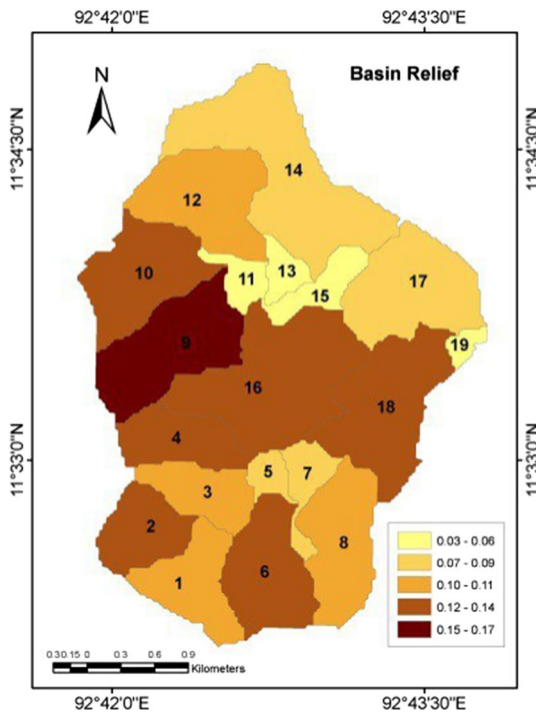 92°42'0"E 92°43'30"E
N
Basin Relief
11°34'30"N 11°34'30"N
14
12
10
11
13
15
17
9
19
16
18
4
5
7
3
2
8
6
1
11°33'0"N 11°33'0"N
0.03 - 0.06
0.07 - 0.09
0.10 - 0.11
0.12 - 0.14
0.15 - 0.17
0.30.15 0 0.3 0.6 0.9
Kilometers
92°42'0"E 92°43'30"E